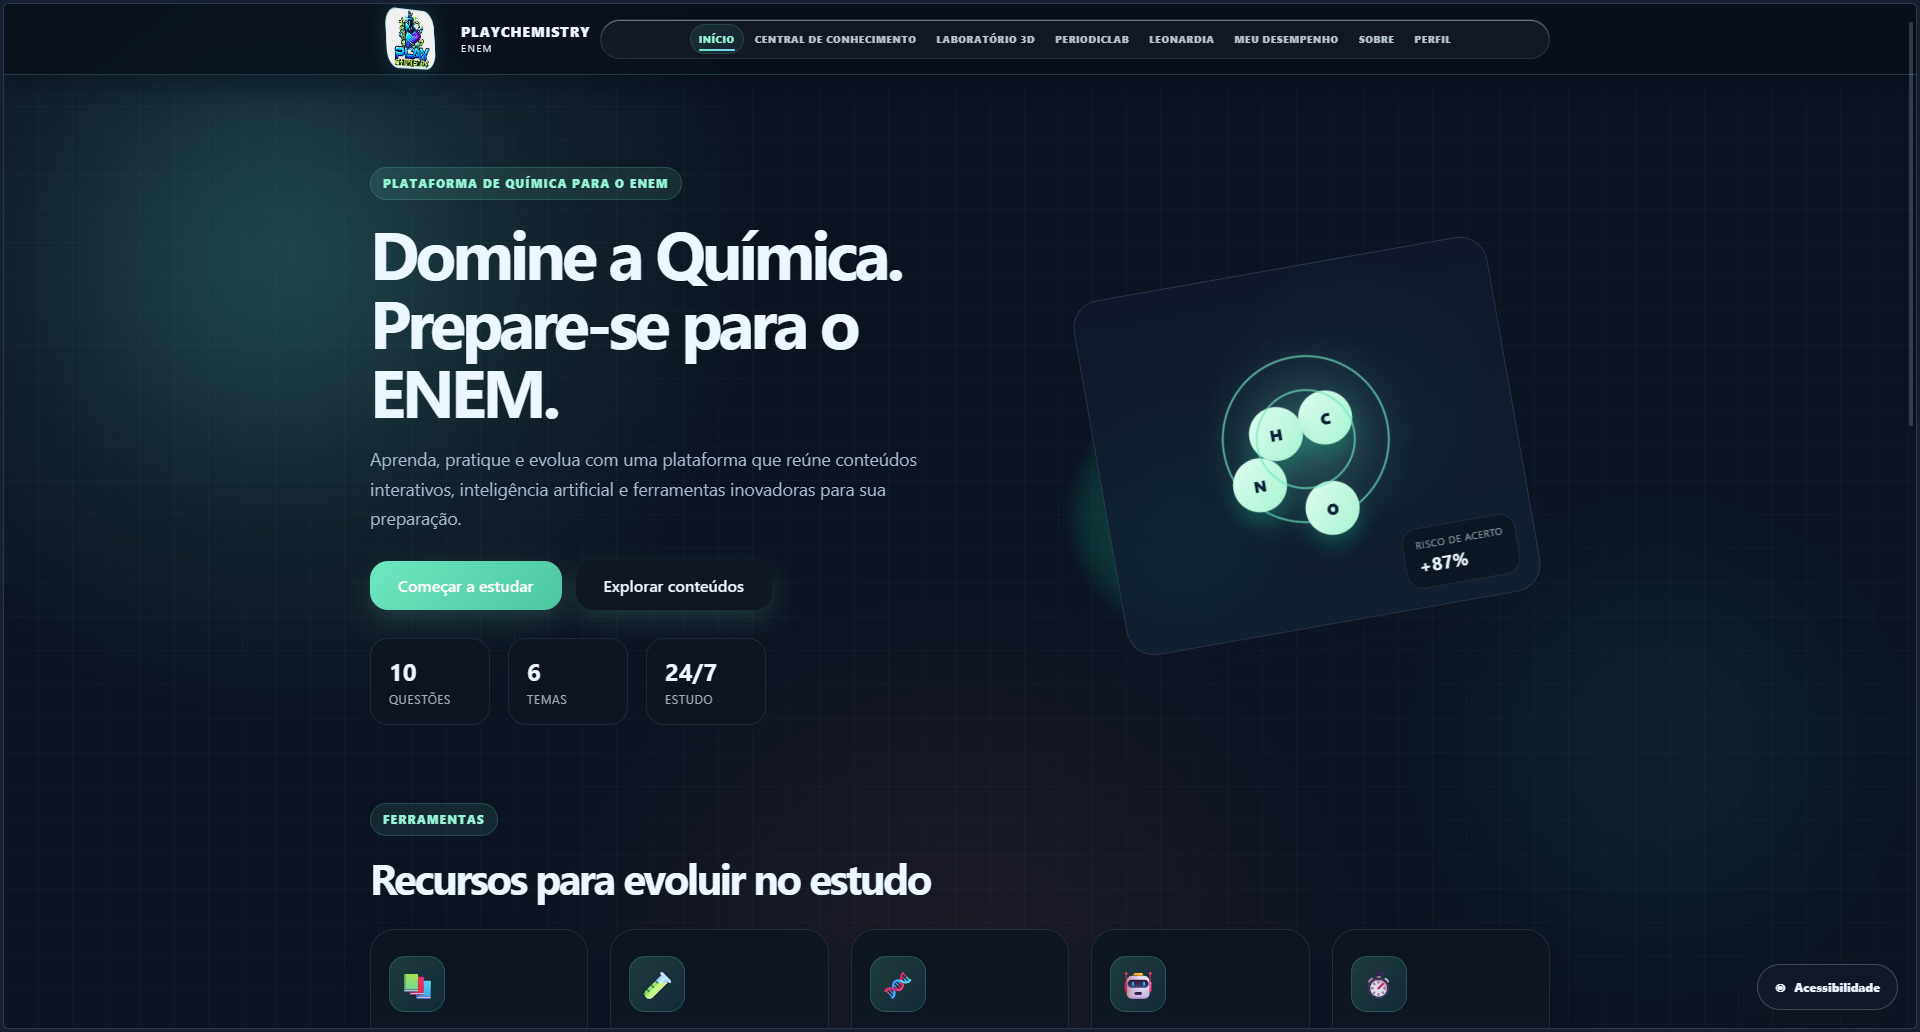 PLAY
CHEMISTRY
PLAYCHEMISTRY
ENEM
INÍCIO
CENTRAL DE CONHECIMENTO
LABORATÓRIO 3D
PERIODICLAB
LEONARDIA
MEU DESEMPENHO
SOBRE
PERFIL
PLATAFORMA DE QUÍMICA PARA O ENEM
Domine a Química.
Prepare-se para o
ENEM.
Aprenda, pratique e evolua com uma plataforma que reúne conteúdos
interativos, inteligência artificial e ferramentas inovadoras para sua
preparação.
Começar a estudar
Explorar conteúdos
10
QUESTÕES
6
TEMAS
24/7
ESTUDO
H
C
N
O
RISCO DE ACERTO
+87%
FERRAMENTAS
Recursos para evoluir no estudo
Acessibilidade